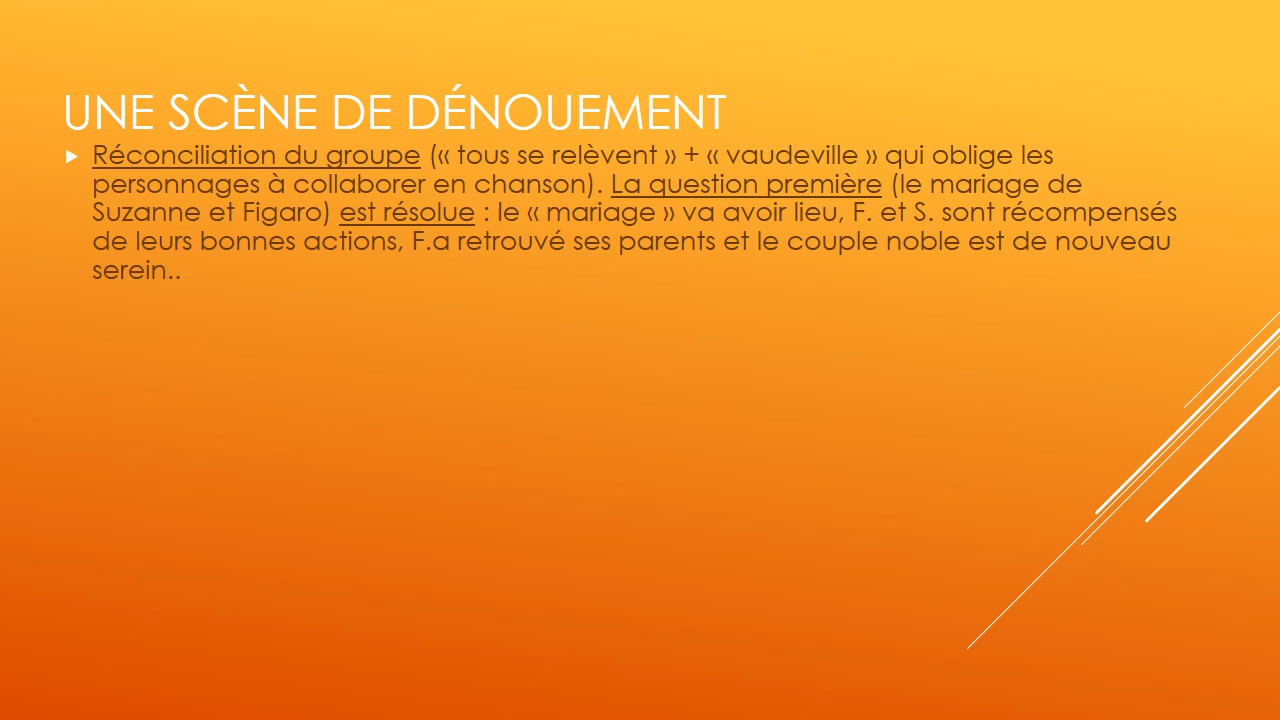 UNE SCÈNE DE DÉNOUEMENT
Réconciliation du groupe (« tous se relèvent » + « vaudeville » qui oblige les
personnages à collaborer en chanson). La question première (le mariage de
Suzanne et Figaro) est résolue : le « mariage » va avoir lieu, F. et S. sont récompensés
de leurs bonnes actions, F.a retrouvé ses parents et le couple noble est de nouveau
serein..